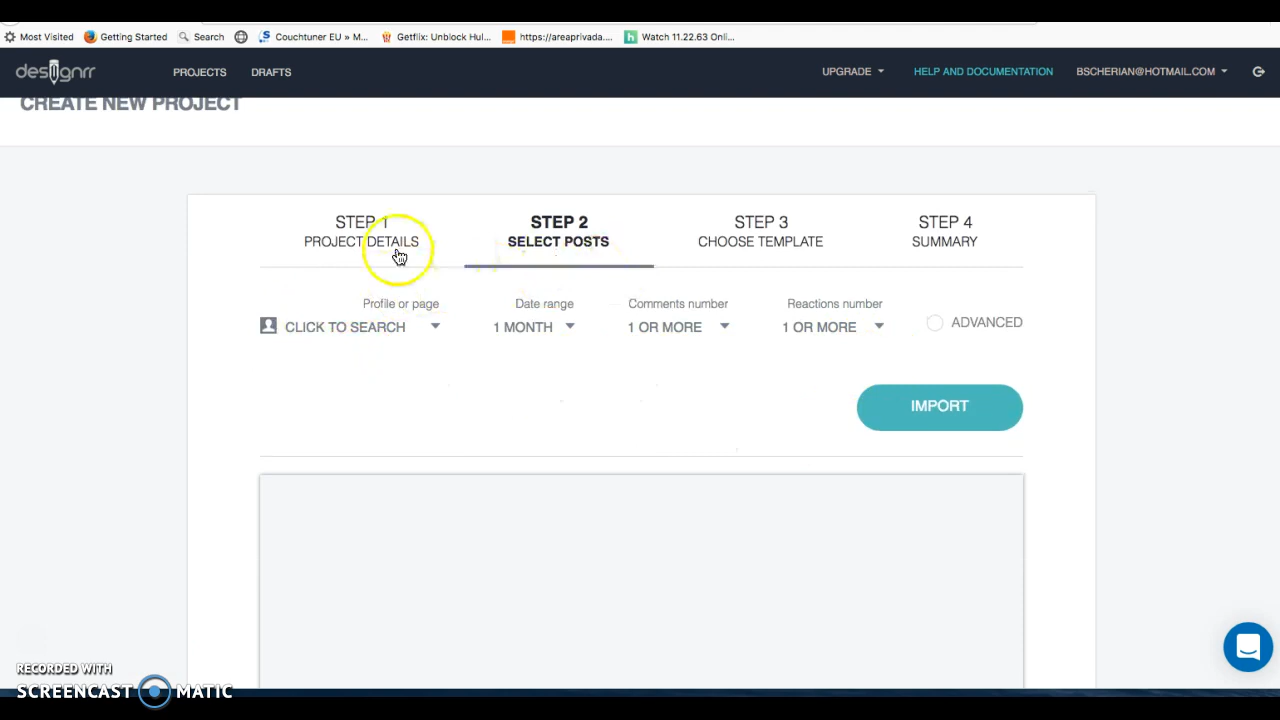 Most Visited Getting Started Search Couchtuner EU » M... Getflix: Unblock Hul... https://areaprivada.... Watch 11.22.63 Onli...
designrr PROJECTS DRAFTS UPGRADE HELP AND DOCUMENTATION BSCHERIAN@HOTMAIL.COM
CREATE NEW PROJECT
STEP 1 STEP 2 STEP 3 STEP 4
PROJECT DETAILS SELECT POSTS CHOOSE TEMPLATE SUMMARY
Profile or page Date range Comments number Reactions number
CLICK TO SEARCH 1 MONTH 1 OR MORE 1 OR MORE ADVANCED
IMPORT
RECORDED WITH
SCREENCAST MATIC